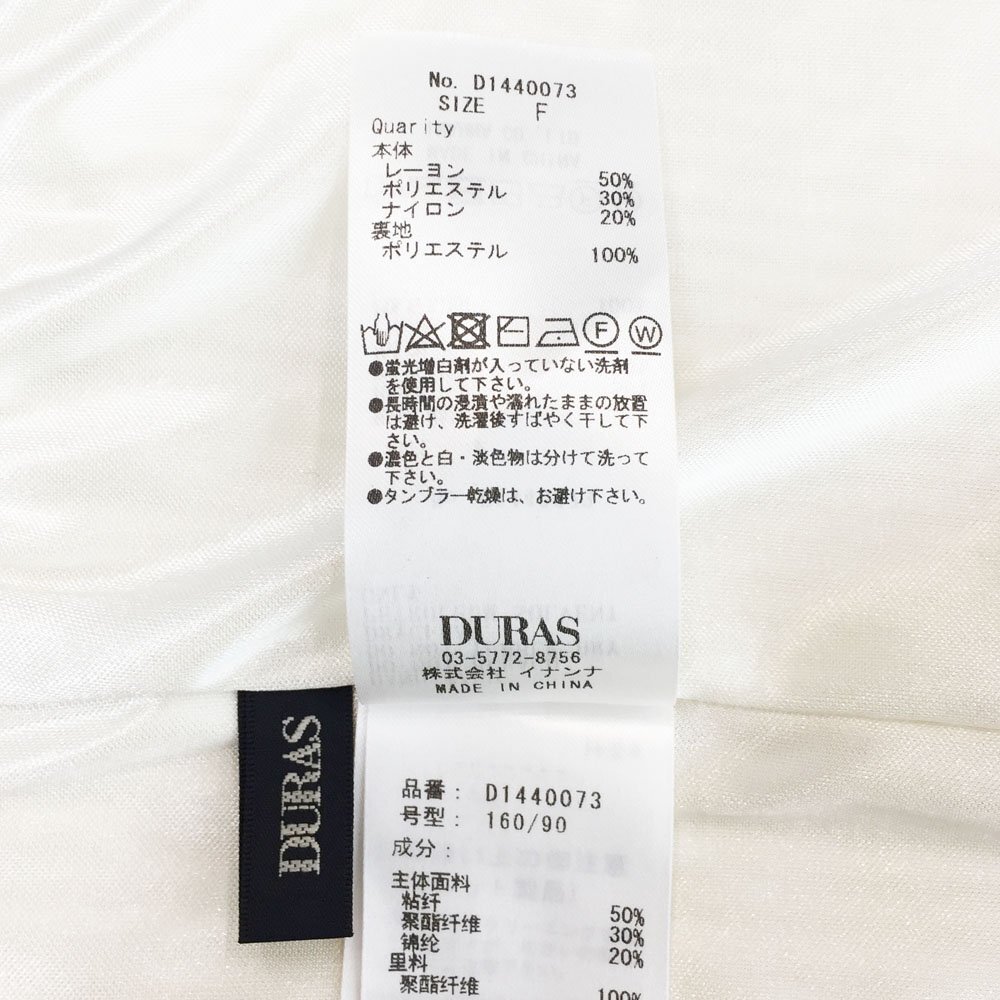 No. D1440073
SIZE F
Quarity
本体
レーヨン 50%
ポリエステル 30%
ナイロン 20%
裏地
ポリエステル 100%
F W
●蛍光増白剤が入っていない洗剤
を使用して下さい。
●長時間の浸漬や濡れたままの放置
は避け、洗濯後すばやく干して下
さい。
●濃色と白・淡色物は分けて洗って
下さい。
●タンブラー乾燥は、お避け下さい。
DURAS
03-5772-8756
株式会社 イナンナ
MADE IN CHINA
DURAS
品番: D1440073
号型: 160/90
成分:
主体面料
粘纤 50%
聚酯纤维 30%
锦纶 20%
里料
聚酯纤维 100%